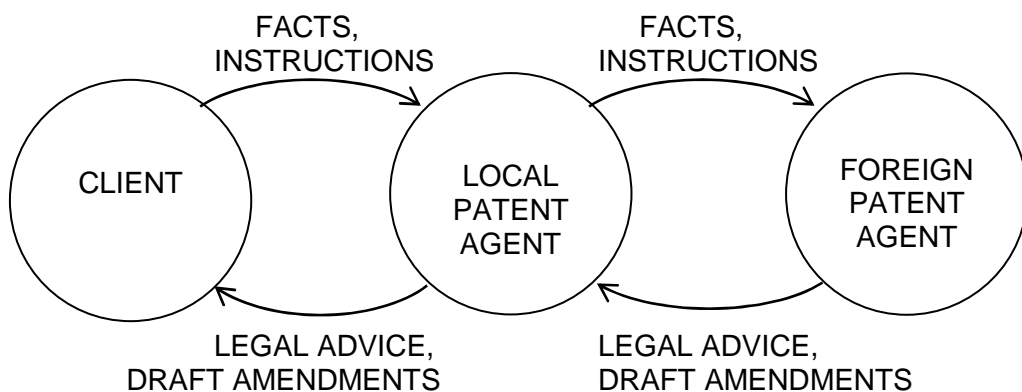 FACTS,
INSTRUCTIONS
FACTS,
INSTRUCTIONS
CLIENT
LOCAL
PATENT
AGENT
FOREIGN
PATENT
AGENT
LEGAL ADVICE,
DRAFT AMENDMENTS
LEGAL ADVICE,
DRAFT AMENDMENTS